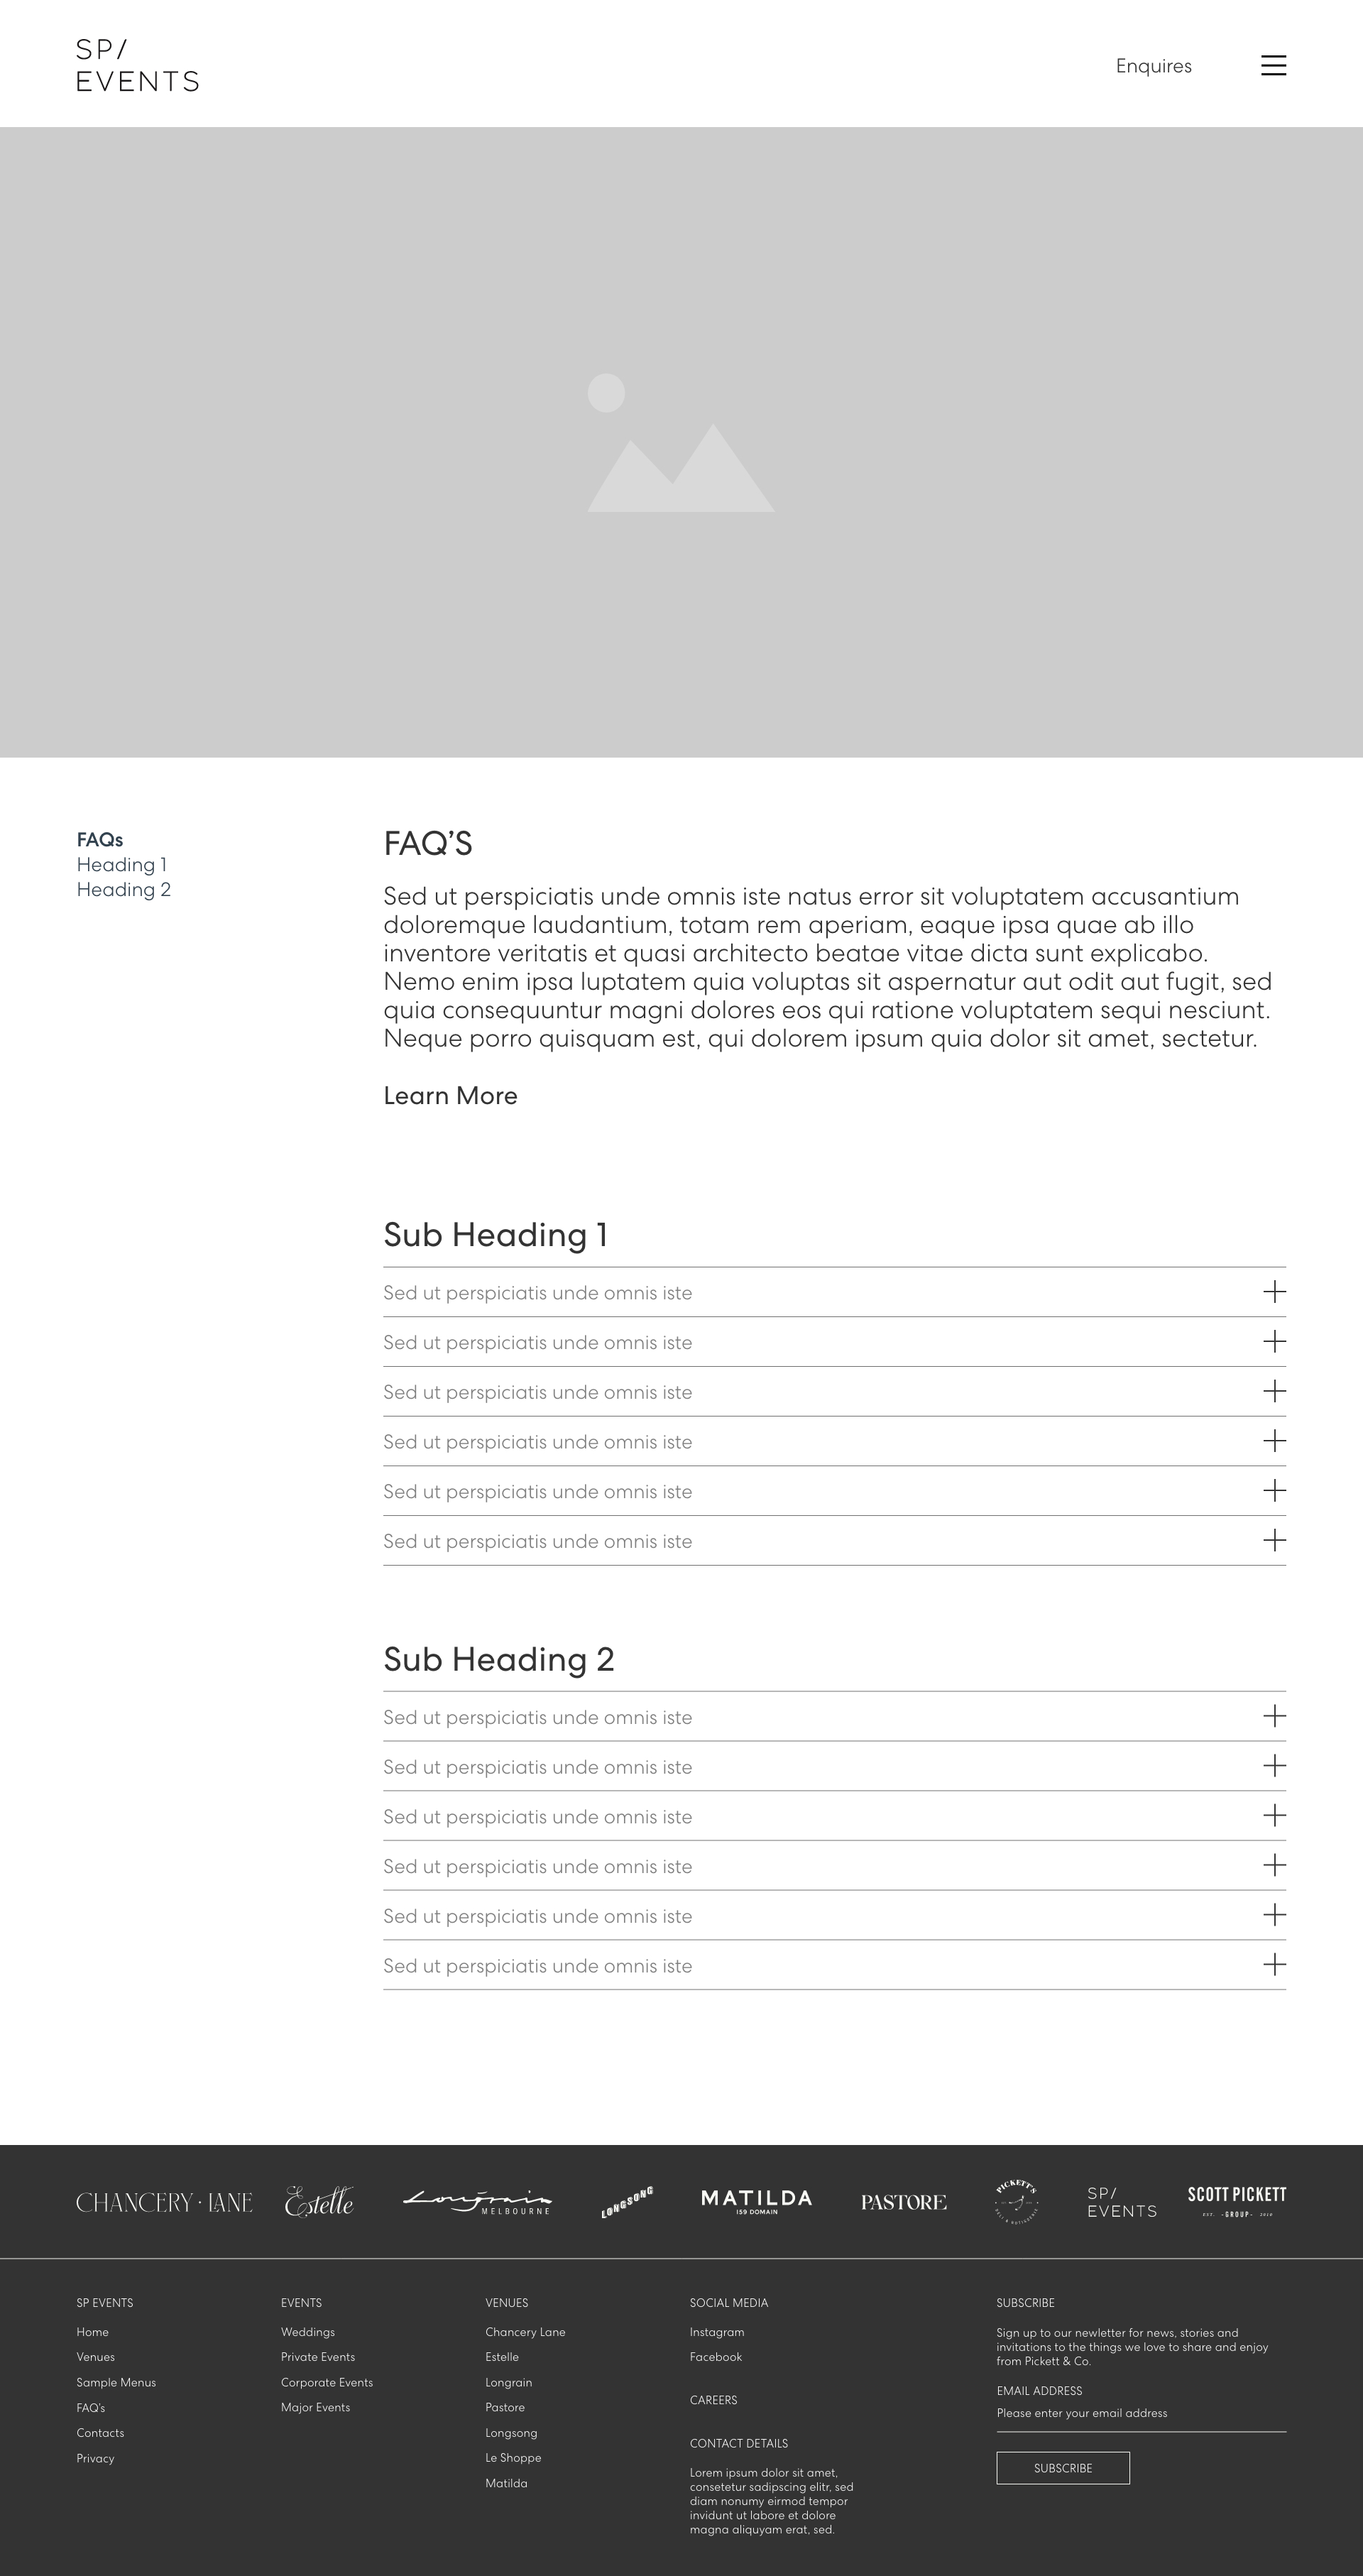 SP/
EVENTS
Enquires
FAQs
Heading 1
Heading 2
FAQ’S
Sed ut perspiciatis unde omnis iste natus error sit voluptatem accusantium
doloremque laudantium, totam rem aperiam, eaque ipsa quae ab illo
inventore veritatis et quasi architecto beatae vitae dicta sunt explicabo.
Nemo enim ipsa luptatem quia voluptas sit aspernatur aut odit aut fugit, sed
quia consequuntur magni dolores eos qui ratione voluptatem sequi nesciunt.
Neque porro quisquam est, qui dolorem ipsum quia dolor sit amet, sectetur.
Learn More
Sub Heading 1
Sed ut perspiciatis unde omnis iste
Sed ut perspiciatis unde omnis iste
Sed ut perspiciatis unde omnis iste
Sed ut perspiciatis unde omnis iste
Sed ut perspiciatis unde omnis iste
Sed ut perspiciatis unde omnis iste
Sub Heading 2
Sed ut perspiciatis unde omnis iste
Sed ut perspiciatis unde omnis iste
Sed ut perspiciatis unde omnis iste
Sed ut perspiciatis unde omnis iste
Sed ut perspiciatis unde omnis iste
Sed ut perspiciatis unde omnis iste
CHANCERY · LANE
Estelle
Longrain
MELBOURNE
LONGSONG
MATILDA
159 DOMAIN
PASTORE
PICKETT'S
DELI & ROTISSERIE
SP/
EVENTS
SCOTT PICKETT
EST. -GROUP- 2010
SP EVENTS
Home
Venues
Sample Menus
FAQ’s
Contacts
Privacy
EVENTS
Weddings
Private Events
Corporate Events
Major Events
VENUES
Chancery Lane
Estelle
Longrain
Pastore
Longsong
Le Shoppe
Matilda
SOCIAL MEDIA
Instagram
Facebook
CAREERS
CONTACT DETAILS
Lorem ipsum dolor sit amet,
consetetur sadipscing elitr, sed
diam nonumy eirmod tempor
invidunt ut labore et dolore
magna aliquyam erat, sed.
SUBSCRIBE
Sign up to our newletter for news, stories and
invitations to the things we love to share and enjoy
from Pickett & Co.
EMAIL ADDRESS
Please enter your email address
SUBSCRIBE